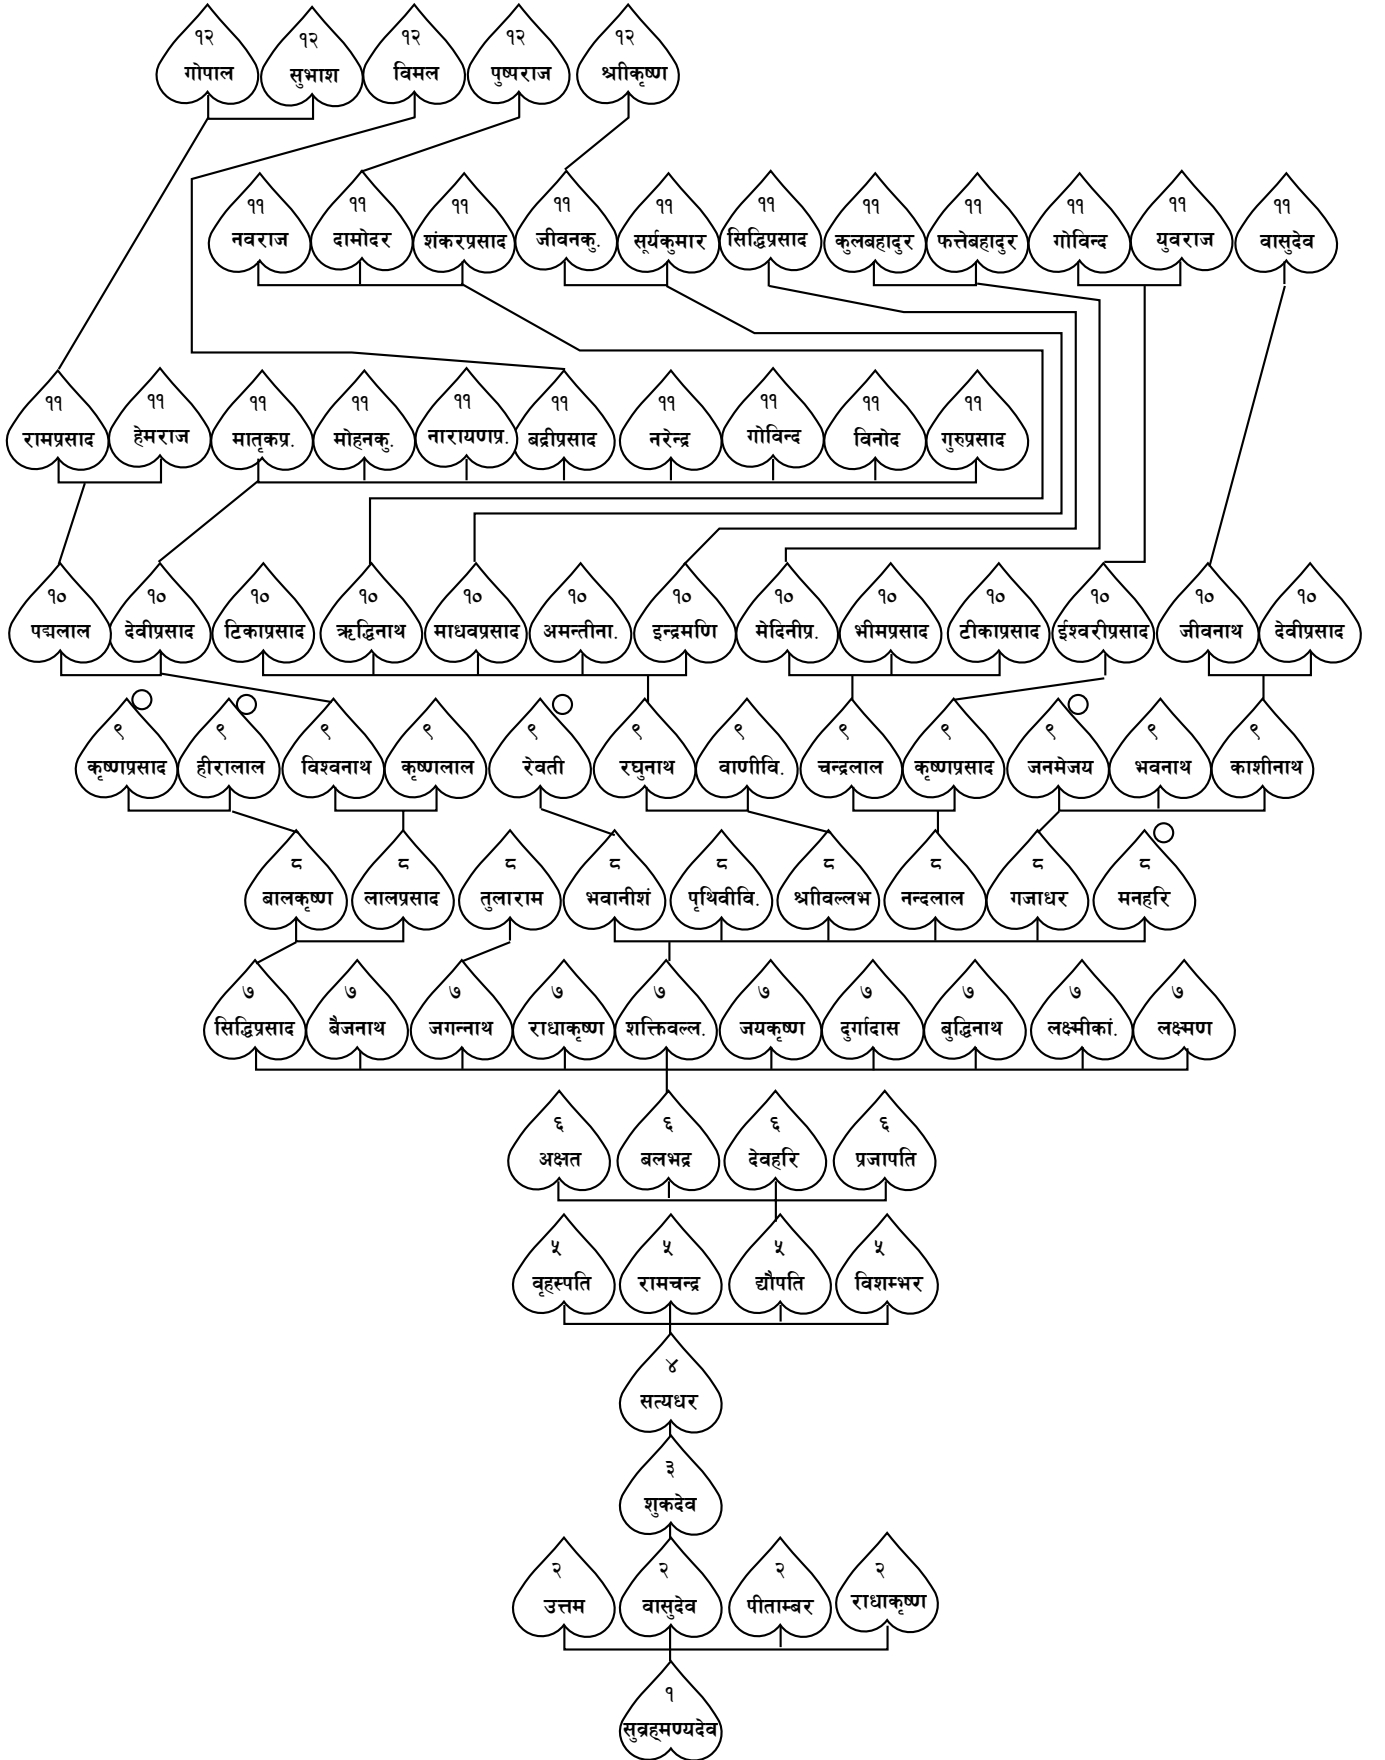 १२ १२ १२ १२ १२
गोपाल सुभाश विमल पुष्पराज श्राीकृष्ण
११ ११ ११ ११ ११ ११ ११ ११ ११ ११ ११
नवराज दामोदर शंकरप्रसाद जीवनकु. सूर्यकुमार सिद्धिप्रसाद कुलबहादुर फत्तेबहादुर गोविन्द युवराज वासुदेव
११ ११ ११ ११ ११ ११ ११ ११ ११ ११
रामप्रसाद हेमराज मातृकप्र. मोहनकु. नारायणप्र. बद्रीप्रसाद नरेन्द्र गोविन्द विनोद गुरुप्रसाद
१० १० १० १० १० १० १० १० १० १० १० १० १०
पद्मलाल देवीप्रसाद टिकाप्रसाद ऋद्धिनाथ माधवप्रसाद अमन्तीना. इन्द्रमणि मेदिनीप्र. भीमप्रसाद टीकाप्रसाद ईश्वरीप्रसाद जीवनाथ देवीप्रसाद
९ ९ ९ ९ ९ ९ ९ ९ ९ ९ ९ ९
कृष्णप्रसाद हीरालाल विश्वनाथ कृष्णलाल रेवती रघुनाथ वाणीवि. चन्द्रलाल कृष्णप्रसाद जनमेजय भवनाथ काशीनाथ
८ ८ ८ ८ ८ ८ ८ ८ ८
बालकृष्ण लालप्रसाद तुलाराम भवानीशं पृथिवीवि. श्राीवल्लभ नन्दलाल गजाधर मनहरि
७ ७ ७ ७ ७ ७ ७ ७ ७ ७
सिद्धिप्रसाद बैजनाथ जगन्नाथ राधाकृष्ण शक्तिवल्ल. जयकृष्ण दुर्गादास बुद्धिनाथ लक्ष्मीकां. लक्ष्मण
६ ६ ६ ६
अक्षत बलभद्र देवहरि प्रजापति
५ ५ ५ ५
वृहस्पति रामचन्द्र द्यौपति विशम्भर
४
सत्यधर
३
शुकदेव
२ २ २ २
उत्तम वासुदेव पीताम्बर राधाकृष्ण
१
सुब्रह्मण्यदेव